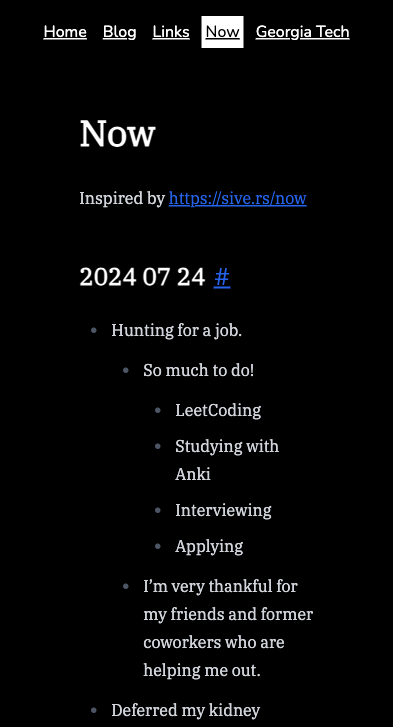 Home Blog Links Now Georgia Tech
Now
Inspired by https://sive.rs/now
2024 07 24 #
Hunting for a job.
So much to do!
LeetCoding
Studying with
Anki
Interviewing
Applying
I’m very thankful for
my friends and former
coworkers who are
helping me out.
Deferred my kidney